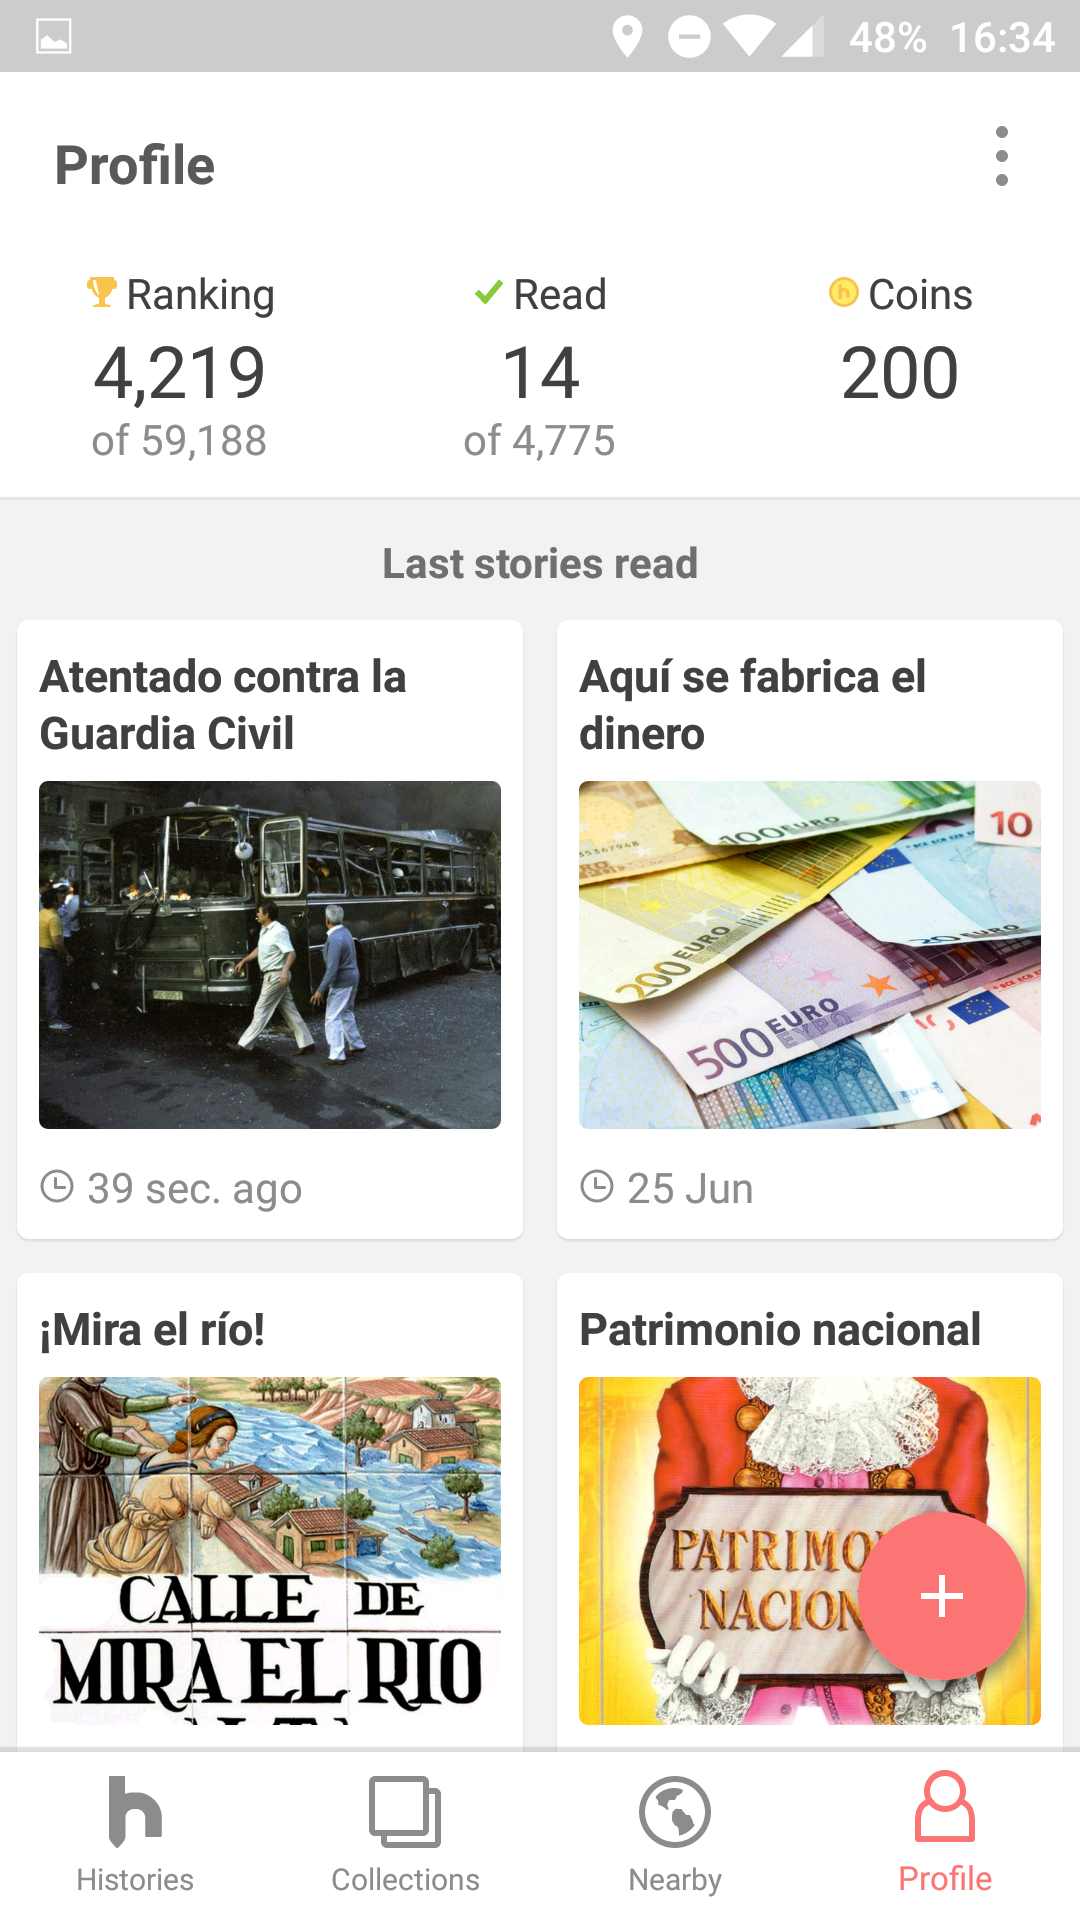 48% 16:34
Profile
Ranking
4,219
of 59,188
Read
14
of 4,775
Coins
200
Last stories read
Atentado contra la
Guardia Civil
39 sec. ago
Aquí se fabrica el
dinero
100 EURO
10
200 EURO
20 EURO
500 EURO
25 Jun
¡Mira el río!
CALLE DE
MIRA EL RIO
Patrimonio nacional
PATRIMO
NACION
Histories
Collections
Nearby
Profile